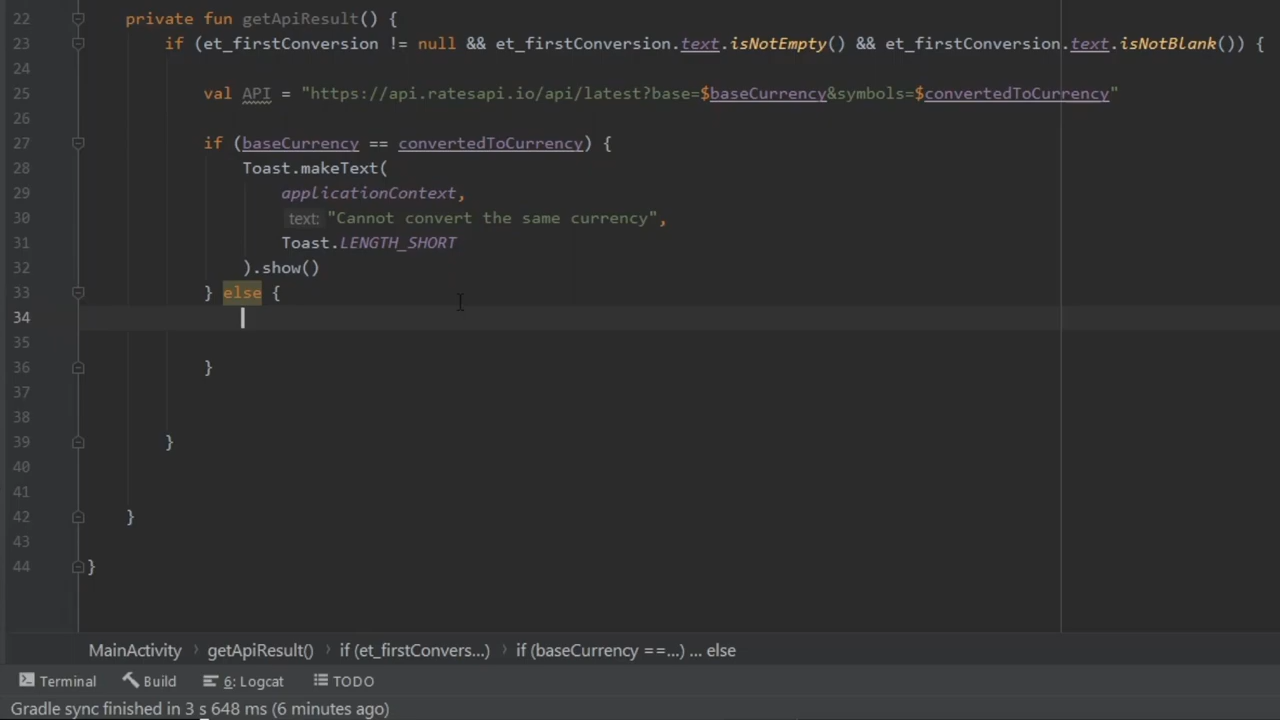 22 private fun getApiResult() {
23 if (et_firstConversion != null && et_firstConversion.text.isNotEmpty() && et_firstConversion.text.isNotBlank()) {
24
25 val API = "https://api.ratesapi.io/api/latest?base=$baseCurrency&symbols=$convertedToCurrency"
26
27 if (baseCurrency == convertedToCurrency) {
28 Toast.makeText(
29 applicationContext,
30 text: "Cannot convert the same currency",
31 Toast.LENGTH_SHORT
32 ).show()
33 } else {
34
35
36 }
37
38
39 }
40
41
42 }
43
44 }
MainActivity › getApiResult() › if (et_firstConvers...) › if (baseCurrency ==...) ... else
Terminal Build 6: Logcat TODO
Gradle sync finished in 3 s 648 ms (6 minutes ago)